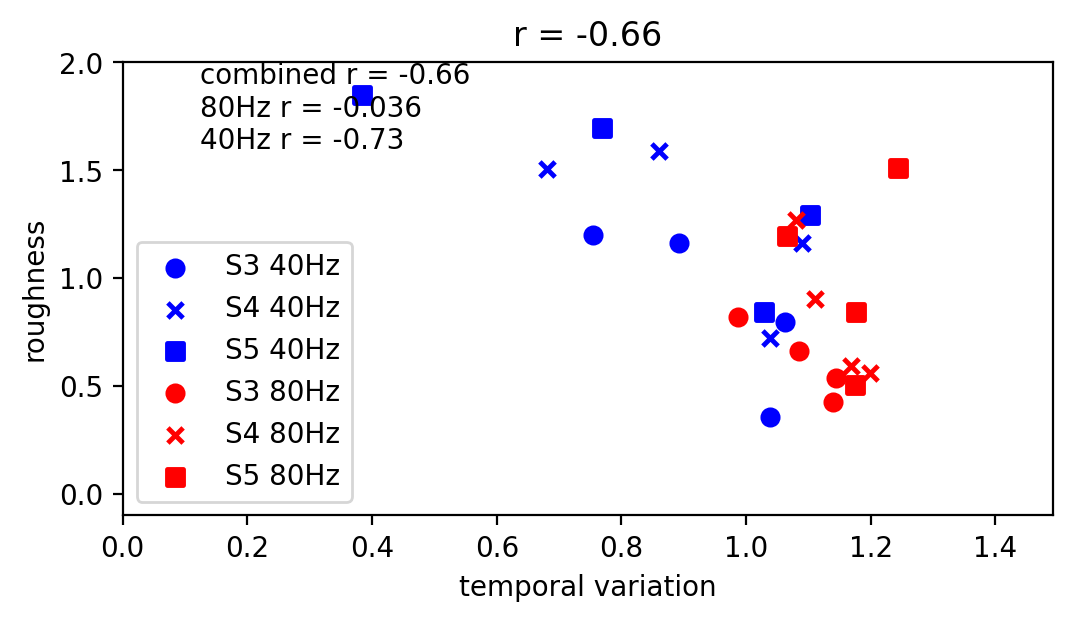 r = -0.66
combined r = -0.66
80Hz r = -0.036
40Hz r = -0.73
2.0
1.5
1.0
0.5
0.0
roughness
S3 40Hz
S4 40Hz
S5 40Hz
S3 80Hz
S4 80Hz
S5 80Hz
0.0 0.2 0.4 0.6 0.8 1.0 1.2 1.4
temporal variation